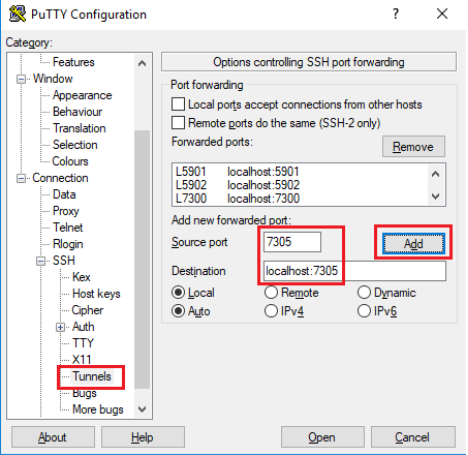 PuTTY Configuration
?
Category:
Features
Window
Appearance
Behaviour
Translation
Selection
Colours
Connection
Data
Proxy
Telnet
Rlogin
SSH
Kex
Host keys
Cipher
Auth
TTY
X11
Tunnels
Bugs
More bugs
Options controlling SSH port forwarding
Port forwarding
Local ports accept connections from other hosts
Remote ports do the same (SSH-2 only)
Forwarded ports:
Remove
L5901 localhost:5901
L5902 localhost:5902
L7300 localhost:7300
Add new forwarded port:
Source port 7305 Add
Destination localhost:7305
Local Remote Dynamic
Auto IPv4 IPv6
About Help Open Cancel